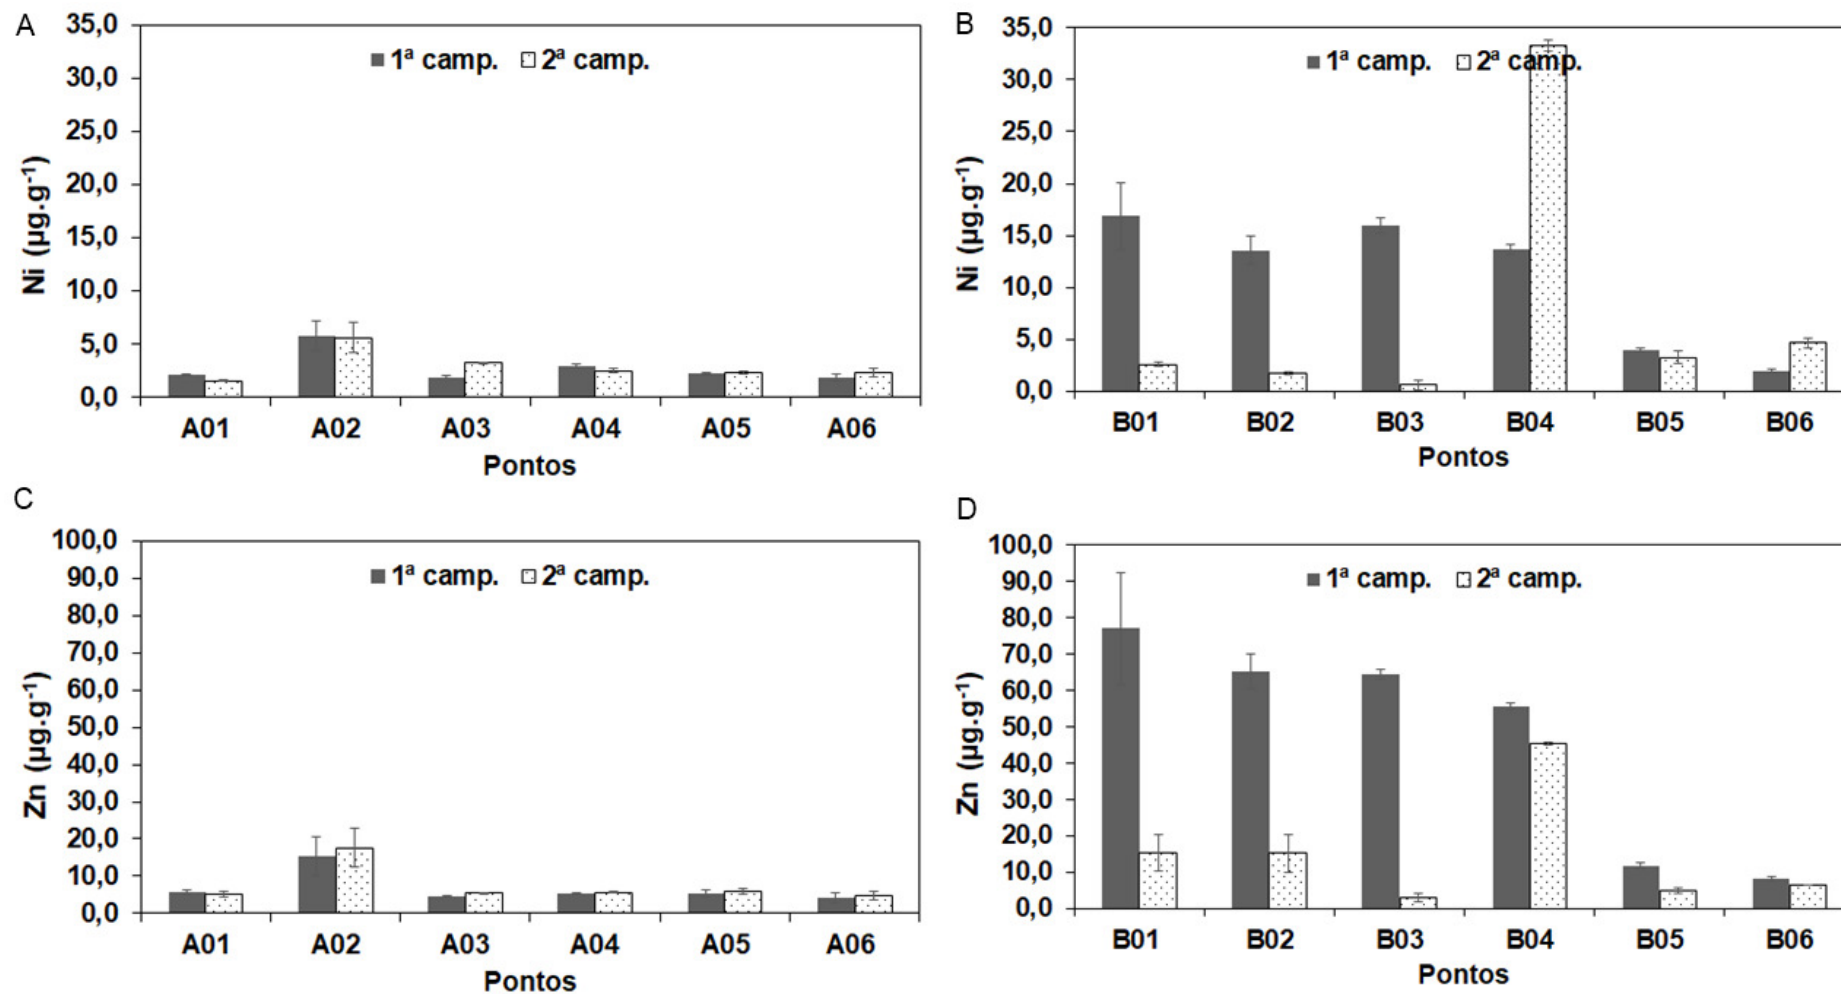 A
35,0
30,0
25,0
20,0
15,0
10,0
5,0
0,0
Ni (µg.g⁻¹)
1ª camp. 2ª camp.
A01 A02 A03 A04 A05 A06
Pontos
B
35,0
30,0
25,0
20,0
15,0
10,0
5,0
0,0
Ni (µg.g⁻¹)
1ª camp. 2ª camp.
B01 B02 B03 B04 B05 B06
Pontos
C
100,0
90,0
80,0
70,0
60,0
50,0
40,0
30,0
20,0
10,0
0,0
Zn (µg.g⁻¹)
1ª camp. 2ª camp.
A01 A02 A03 A04 A05 A06
Pontos
D
100,0
90,0
80,0
70,0
60,0
50,0
40,0
30,0
20,0
10,0
0,0
Zn (µg.g⁻¹)
1ª camp. 2ª camp.
B01 B02 B03 B04 B05 B06
Pontos